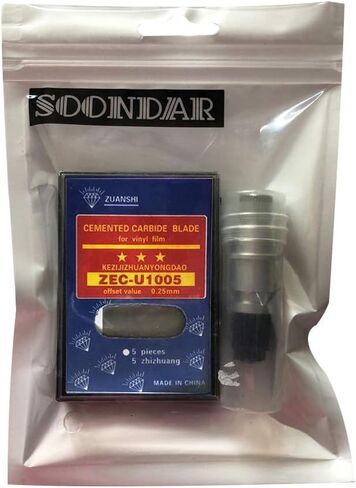 SOONDAR
ZUANSHI
CEMENTED CARBIDE BLADE
for vinyl film
KEZIJIZHUANYONGDAO
ZEC-U1005
offset value 0.25mm
5 pieces
5 zhizhuang
MADE IN CHINA